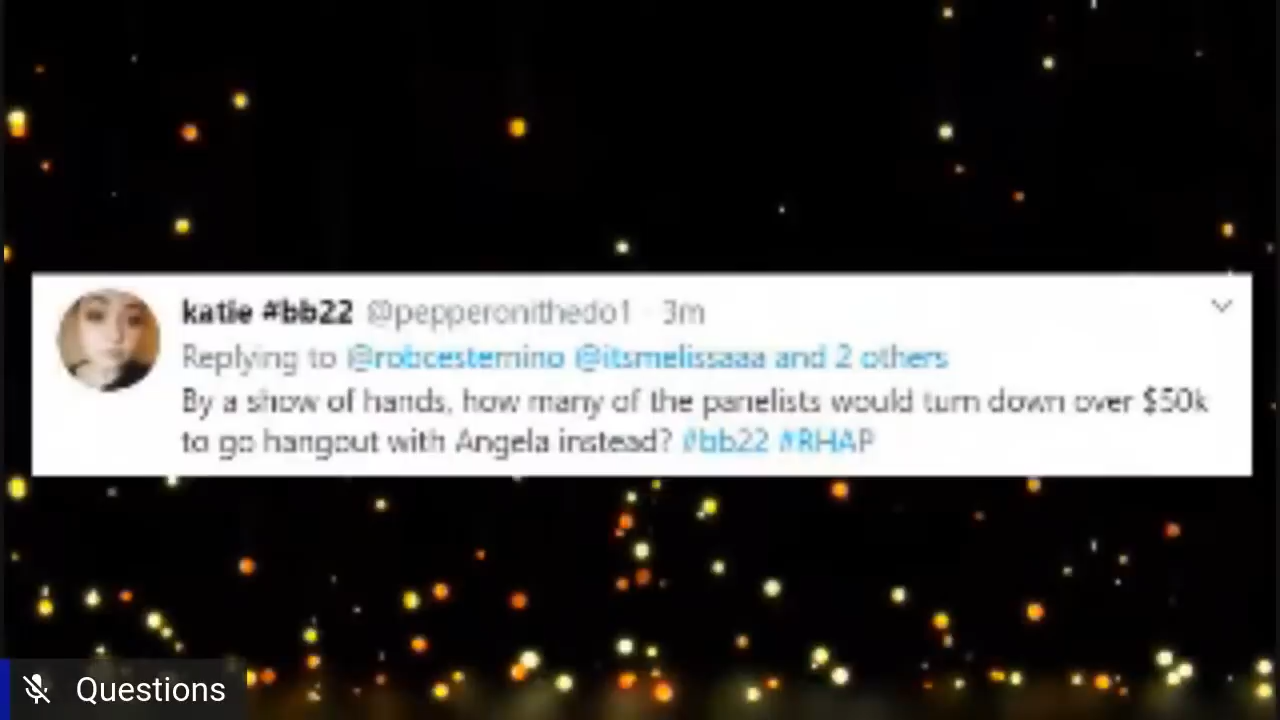 katie #bb22 @pepperonithedo1 · 3m
Replying to @robcesternino @itsmelissaaa and 2 others
By a show of hands, how many of the panelists would turn down over $50k
to go hangout with Angela instead? #bb22 #RHAP
Questions